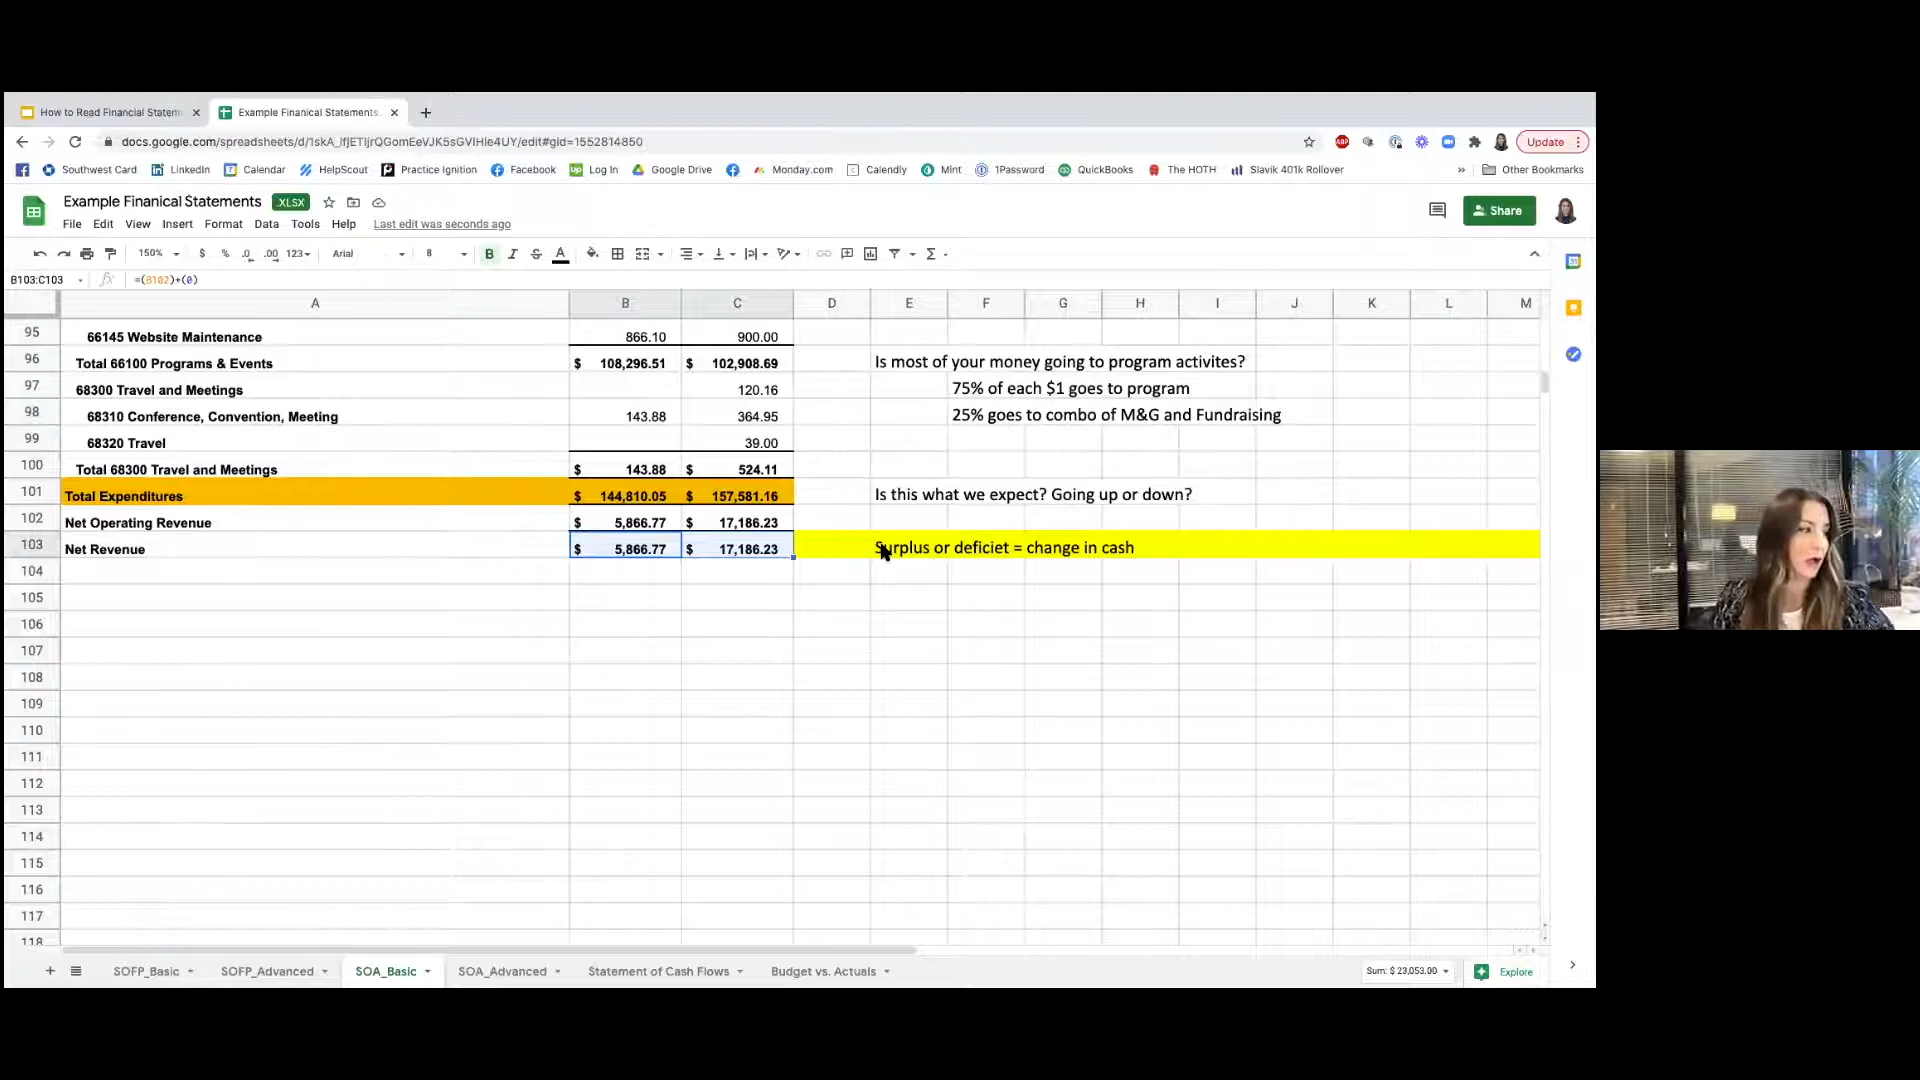 How to Read Financial Statem
Example Finanical Statements.
docs.google.com/spreadsheets/d/1skA_lfjETljrQGomEeVJK5sGVIHle4UY/edit#gid=1552814850
ABP
Update
Southwest Card LinkedIn Calendar HelpScout Practice Ignition Facebook Up Log In Google Drive Monday.com Calendly Mint 1Password QuickBooks The HOTH Slavik 401k Rollover » Other Bookmarks
Example Finanical Statements .XLSX
Share
File Edit View Insert Format Data Tools Help Last edit was seconds ago
150% $ % .0 .00 123 Arial 8 B I S A Σ
B103:C103 fx =(B102)+(0)
A B C D E F G H I J K L M
95 66145 Website Maintenance 866.10 900.00
96 Total 66100 Programs & Events $ 108,296.51 $ 102,908.69 Is most of your money going to program activites?
97 68300 Travel and Meetings 120.16 75% of each $1 goes to program
98 68310 Conference, Convention, Meeting 143.88 364.95 25% goes to combo of M&G and Fundraising
99 68320 Travel 39.00
100 Total 68300 Travel and Meetings $ 143.88 $ 524.11
101 Total Expenditures $ 144,810.05 $ 157,581.16 Is this what we expect? Going up or down?
102 Net Operating Revenue $ 5,866.77 $ 17,186.23
103 Net Revenue $ 5,866.77 $ 17,186.23 Surplus or deficiet = change in cash
104
105
106
107
108
109
110
111
112
113
114
115
116
117
118
SOFP_Basic SOFP_Advanced SOA_Basic SOA_Advanced Statement of Cash Flows Budget vs. Actuals Sum: $ 23,053.00 Explore